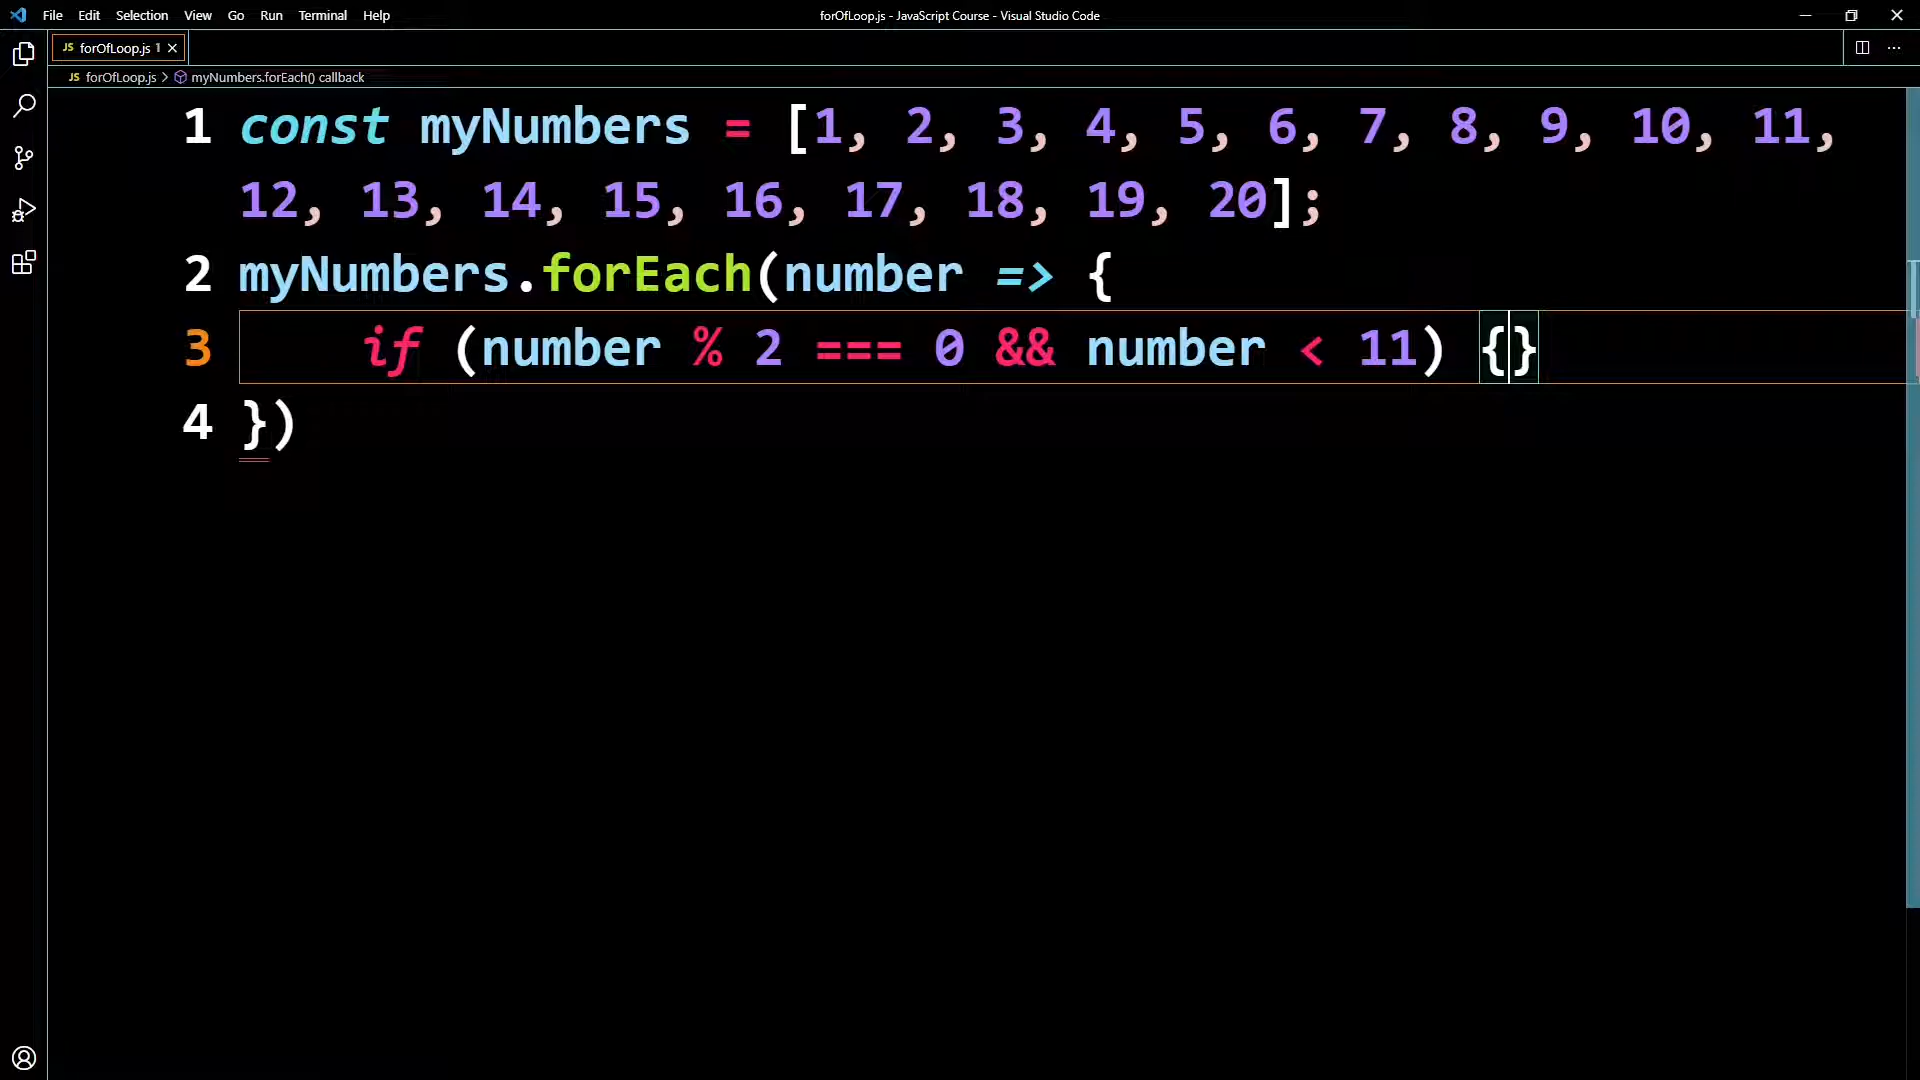 File Edit Selection View Go Run Terminal Help forOfLoop.js - JavaScript Course - Visual Studio Code
JS forOfLoop.js 1
JS forOfLoop.js > myNumbers.forEach() callback
1 const myNumbers = [1, 2, 3, 4, 5, 6, 7, 8, 9, 10, 11,
12, 13, 14, 15, 16, 17, 18, 19, 20];
2 myNumbers.forEach(number => {
3 if (number % 2 === 0 && number < 11) {}
4 })